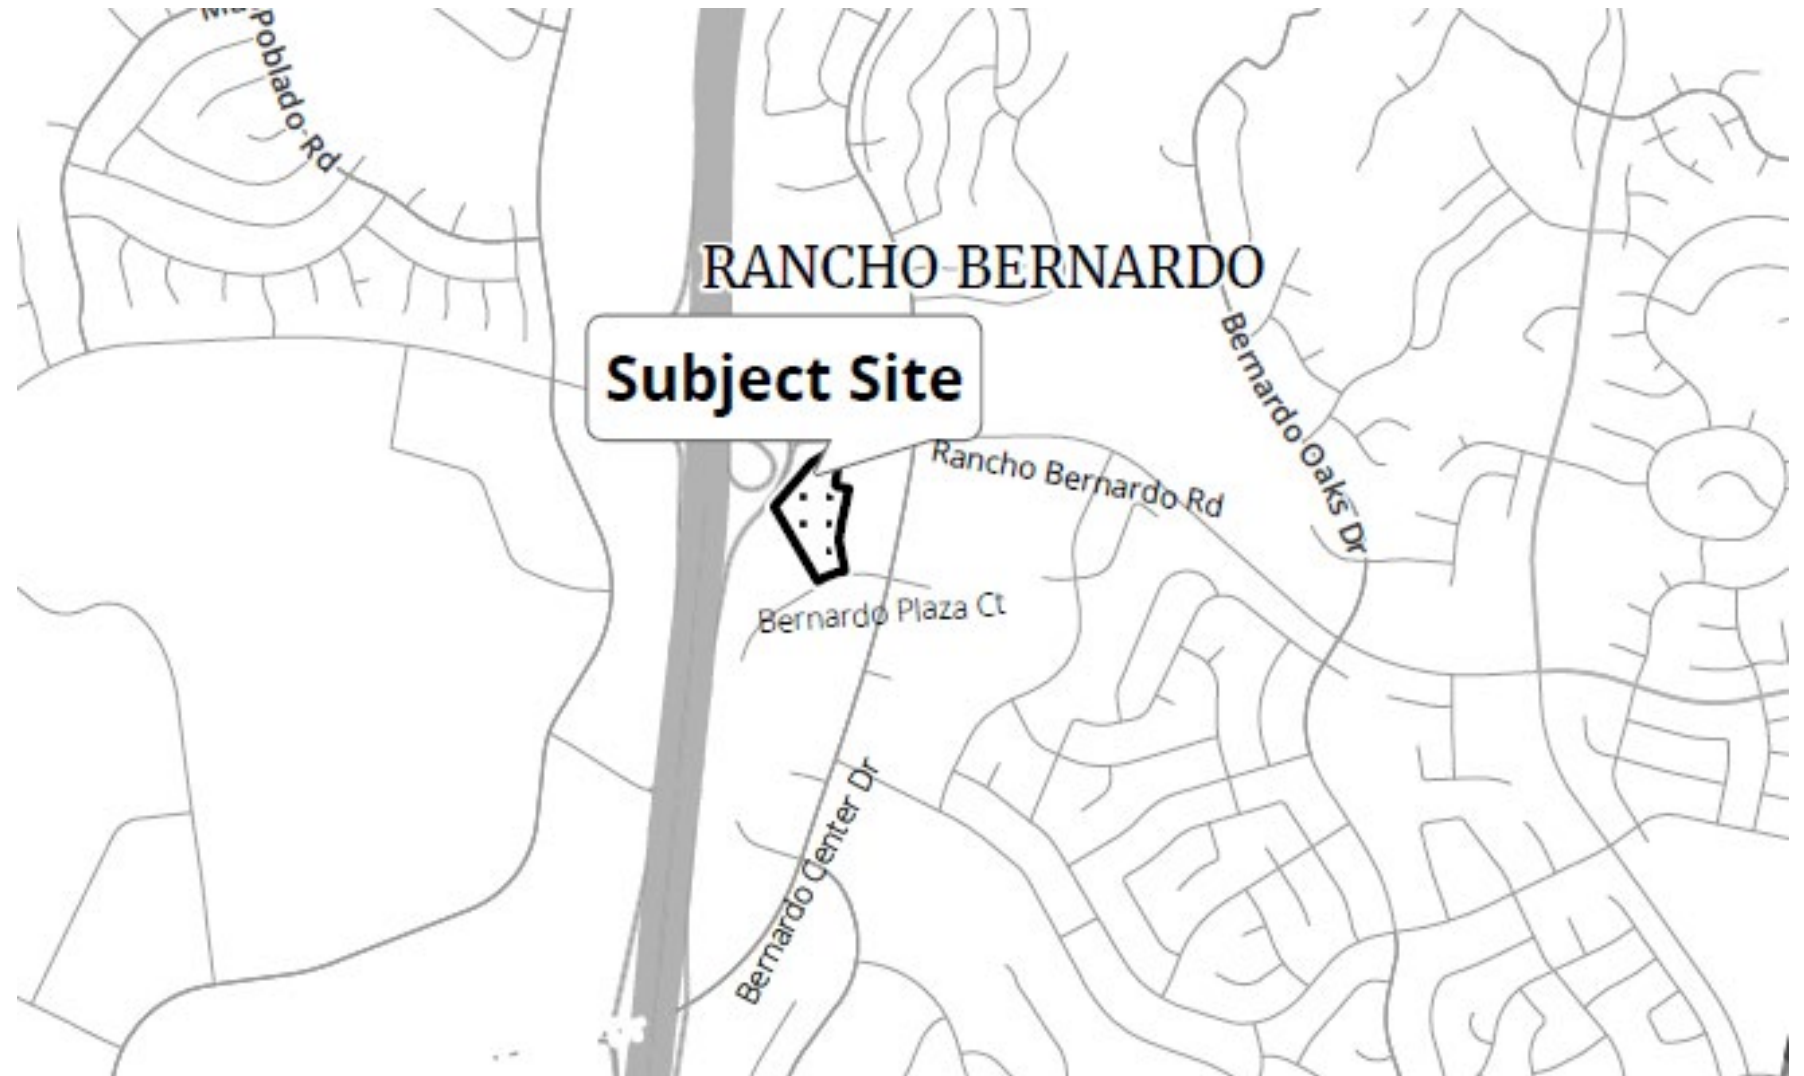 Poblado Rd
RANCHO BERNARDO
Subject Site
Bernardo Oaks Dr
Rancho Bernardo Rd
Bernardo Plaza Ct
Bernardo Center Dr